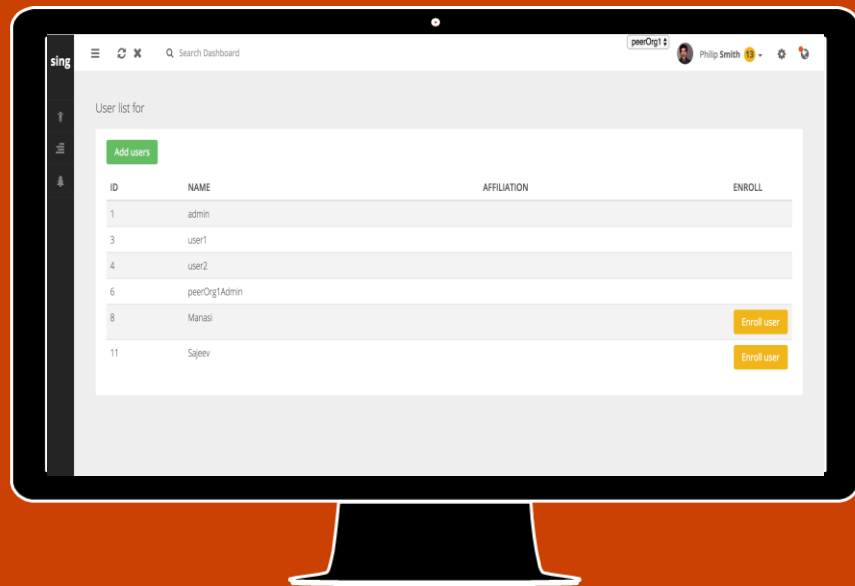 sing
Search Dashboard
peerOrg1
Philip Smith 13
User list for
Add users
ID NAME AFFILIATION ENROLL
1 admin
3 user1
4 user2
6 peerOrg1Admin
8 Manasi Enroll user
11 Sajeev Enroll user